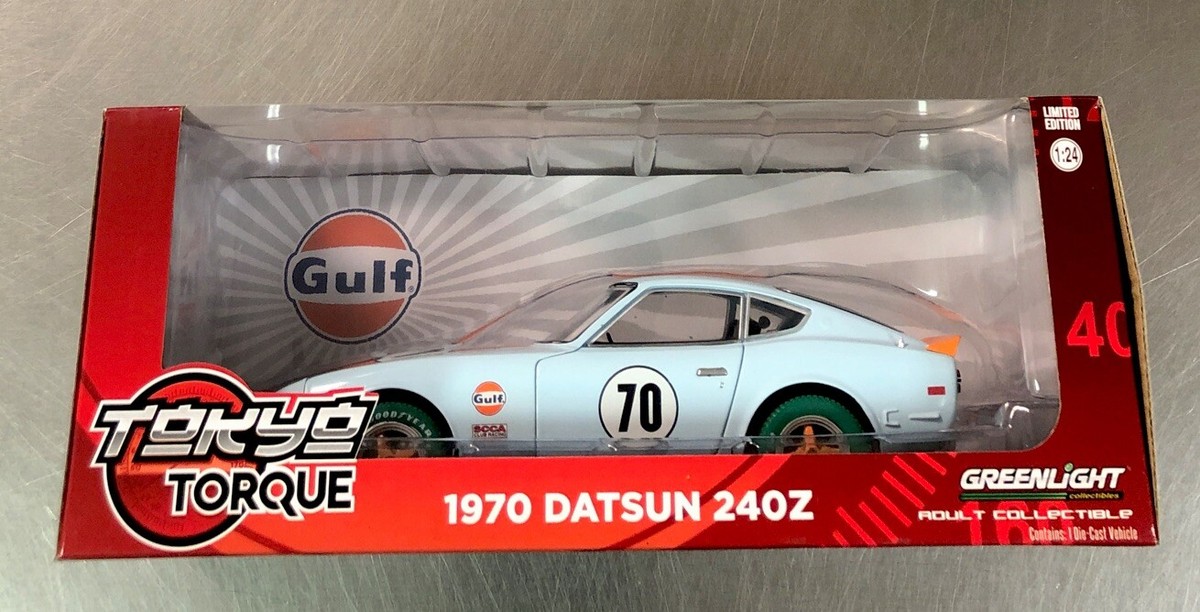 LIMITED
EDITION
1:24
Gulf
40
Gulf
70
SCCA
GOODYEAR
TOKYO
TORQUE
1970 DATSUN 240Z
GREENLIGHT
collectibles
ADULT COLLECTIBLE
Contains: 1 Die-Cast Vehicle